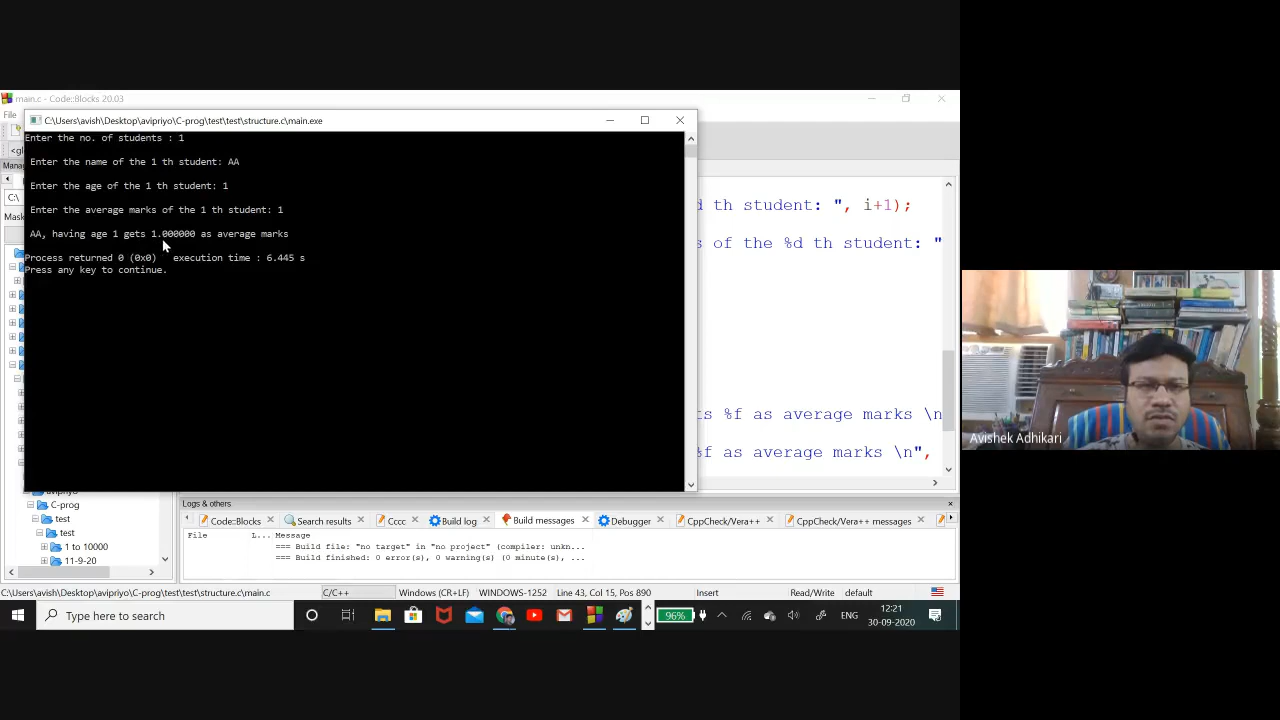 main.c - Code::Blocks 20.03
File
C:\Users\avish\Desktop\avipriyo\C-prog\test\test\structure.c\main.exe
Enter the no. of students : 1
Enter the name of the 1 th student: AA
Enter the age of the 1 th student: 1
Enter the average marks of the 1 th student: 1
AA, having age 1 gets 1.000000 as average marks
Process returned 0 (0x0)   execution time : 6.445 s
Press any key to continue.
<gl
Mana
C:\
Mask
d th student: ", i+1);
s of the %d th student: "
ts %f as average marks \n
%f as average marks \n",
Avishek Adhikari
avipriyo
C-prog
test
test
1 to 10000
11-9-20
Logs & others
Code::Blocks
Search results
Cccc
Build log
Build messages
Debugger
CppCheck/Vera++
CppCheck/Vera++ messages
File L... Message
=== Build file: "no target" in "no project" (compiler: unkn...
=== Build finished: 0 error(s), 0 warning(s) (0 minute(s), ...
C:\Users\avish\Desktop\avipriyo\C-prog\test\test\structure.c\main.c
C/C++
Windows (CR+LF)
WINDOWS-1252
Line 43, Col 15, Pos 890
Insert
Read/Write
default
Type here to search
96%
ENG
12:21
30-09-2020